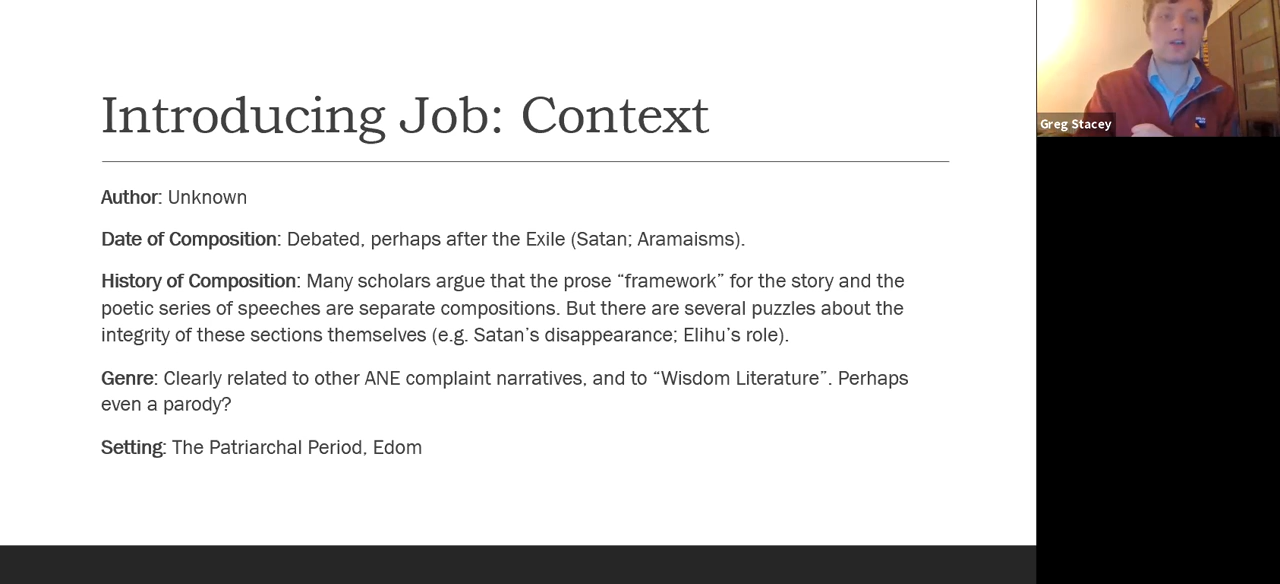 Introducing Job: Context
Author: Unknown
Date of Composition: Debated, perhaps after the Exile (Satan; Aramaisms).
History of Composition: Many scholars argue that the prose “framework” for the story and the
poetic series of speeches are separate compositions. But there are several puzzles about the
integrity of these sections themselves (e.g. Satan’s disappearance; Elihu’s role).
Genre: Clearly related to other ANE complaint narratives, and to “Wisdom Literature”. Perhaps
even a parody?
Setting: The Patriarchal Period, Edom
Greg Stacey